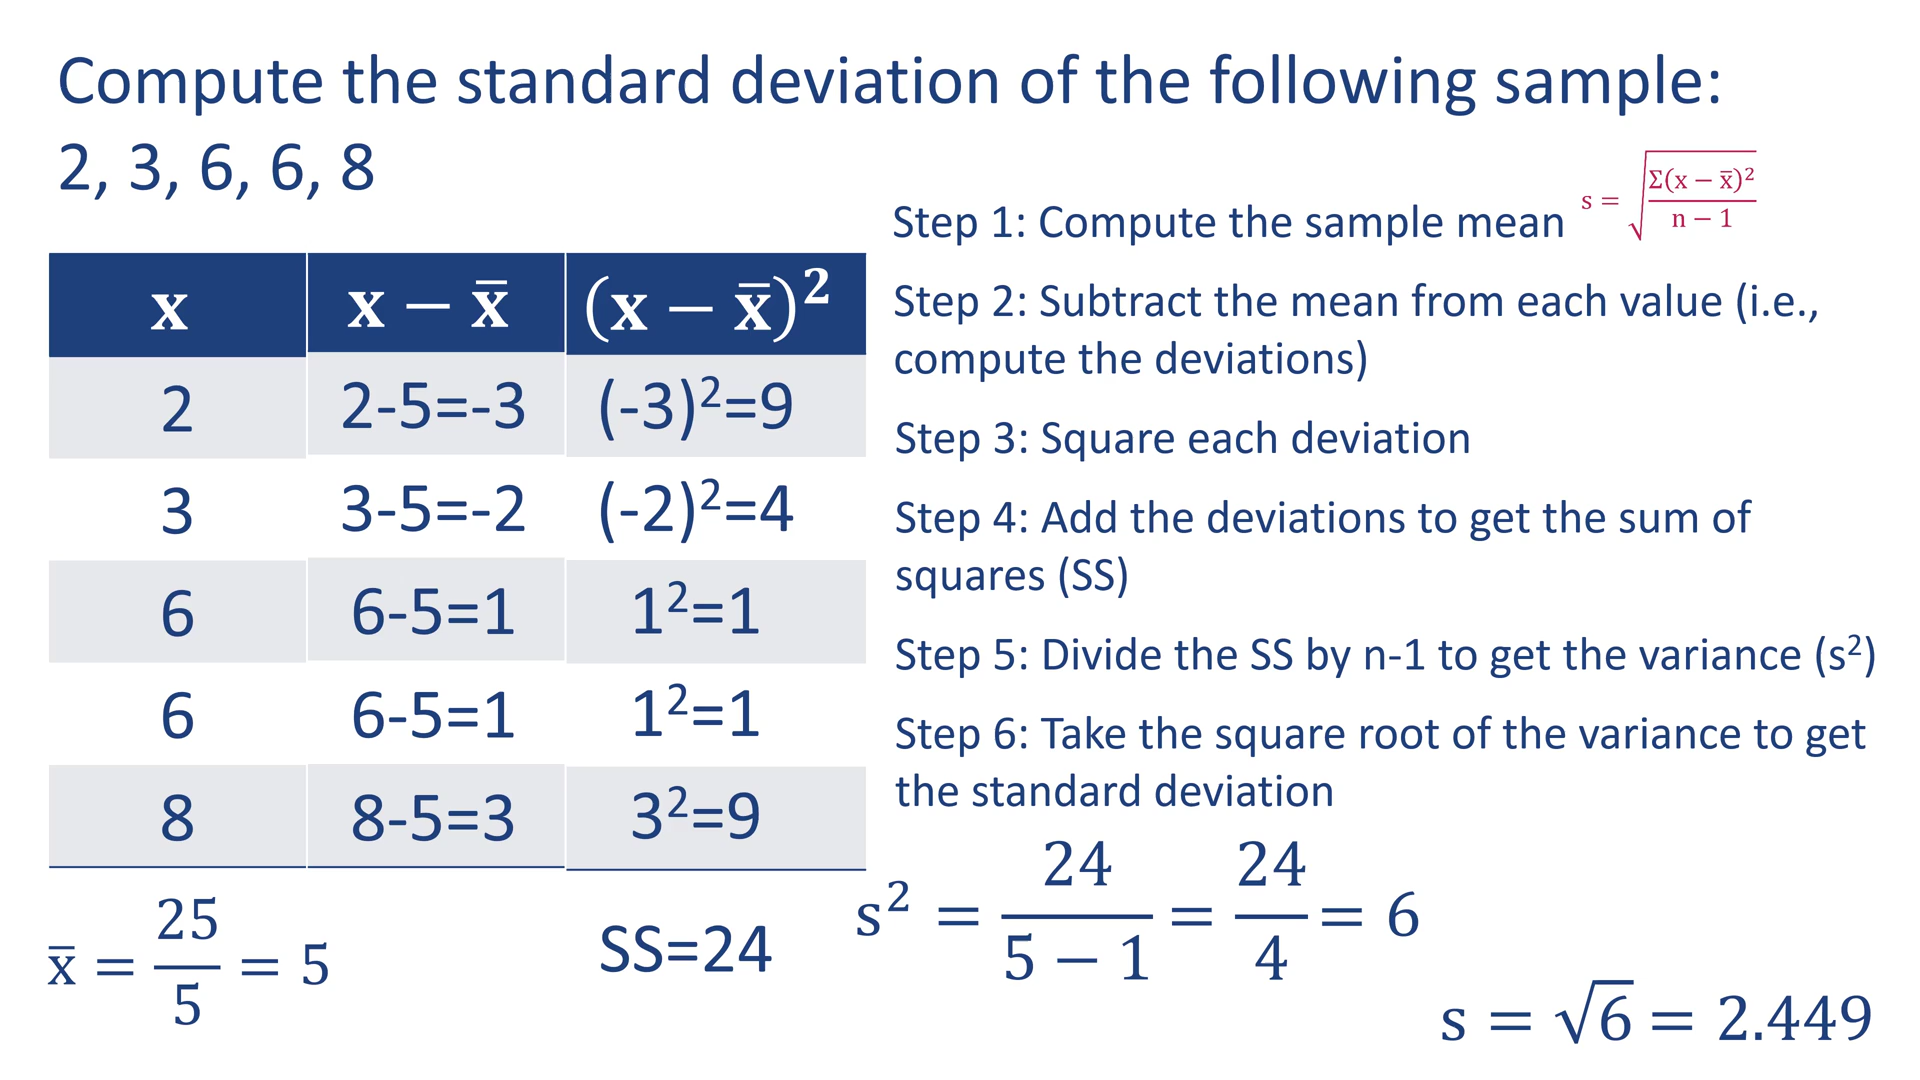 Compute the standard deviation of the following sample:
2, 3, 6, 6, 8
x x − x̄ (x − x̄)²
2 2-5=-3 (-3)²=9
3 3-5=-2 (-2)²=4
6 6-5=1 1²=1
6 6-5=1 1²=1
8 8-5=3 3²=9
x̄ = 25/5 = 5
SS=24
s = √(Σ(x − x̄)²/(n − 1))
Step 1: Compute the sample mean
Step 2: Subtract the mean from each value (i.e.,
compute the deviations)
Step 3: Square each deviation
Step 4: Add the deviations to get the sum of
squares (SS)
Step 5: Divide the SS by n-1 to get the variance (s²)
Step 6: Take the square root of the variance to get
the standard deviation
s² = 24/(5 − 1) = 24/4 = 6
s = √6 = 2.449